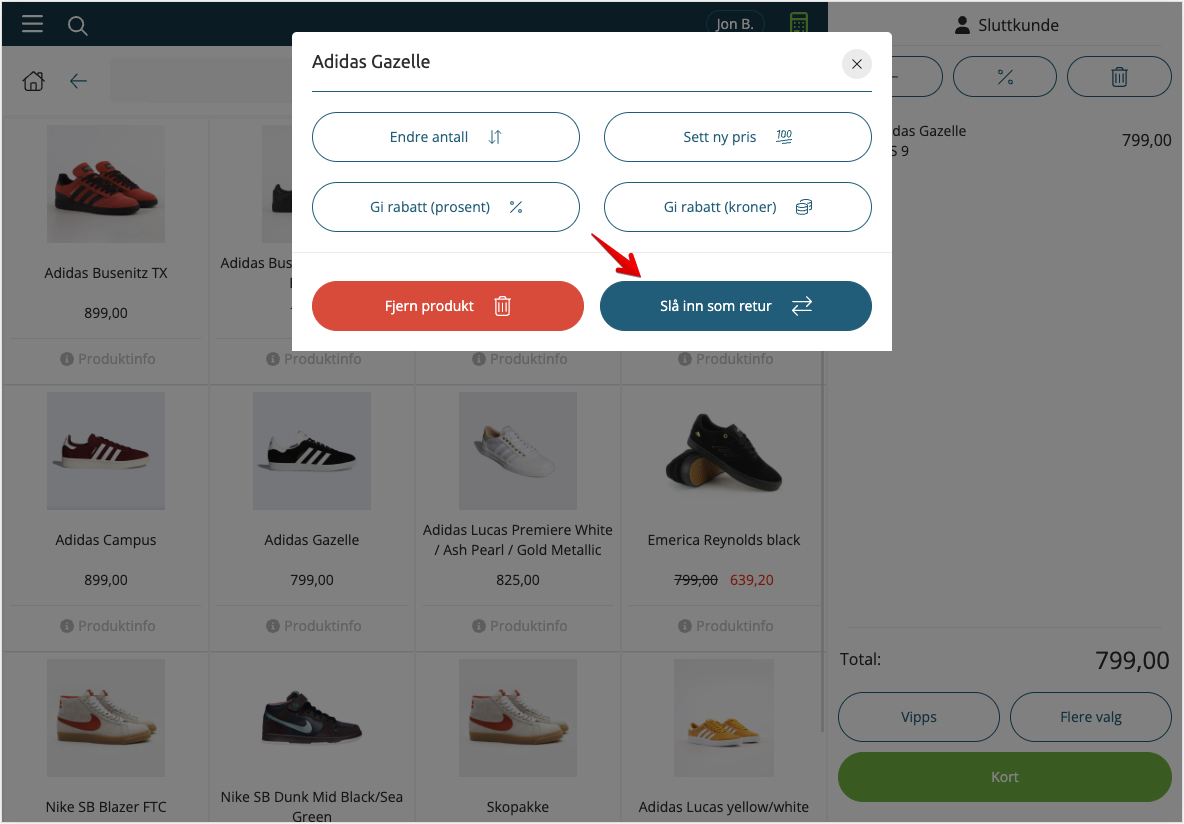 Jon B.
Sluttkunde
Adidas Gazelle
Endre antall
Sett ny pris
100
Gi rabatt (prosent)
Gi rabatt (kroner)
Fjern produkt
Slå inn som retur
das Gazelle
S 9
799,00
Adidas Busenitz TX
899,00
Produktinfo
Adidas Bus
Produktinfo
Produktinfo
Produktinfo
Adidas Campus
899,00
Produktinfo
Adidas Gazelle
799,00
Produktinfo
Adidas Lucas Premiere White
/ Ash Pearl / Gold Metallic
825,00
Produktinfo
Emerica Reynolds black
799,00 639,20
Produktinfo
Nike SB Blazer FTC
Nike SB Dunk Mid Black/Sea
Green
Skopakke
Adidas Lucas yellow/white
Total:
799,00
Vipps
Flere valg
Kort